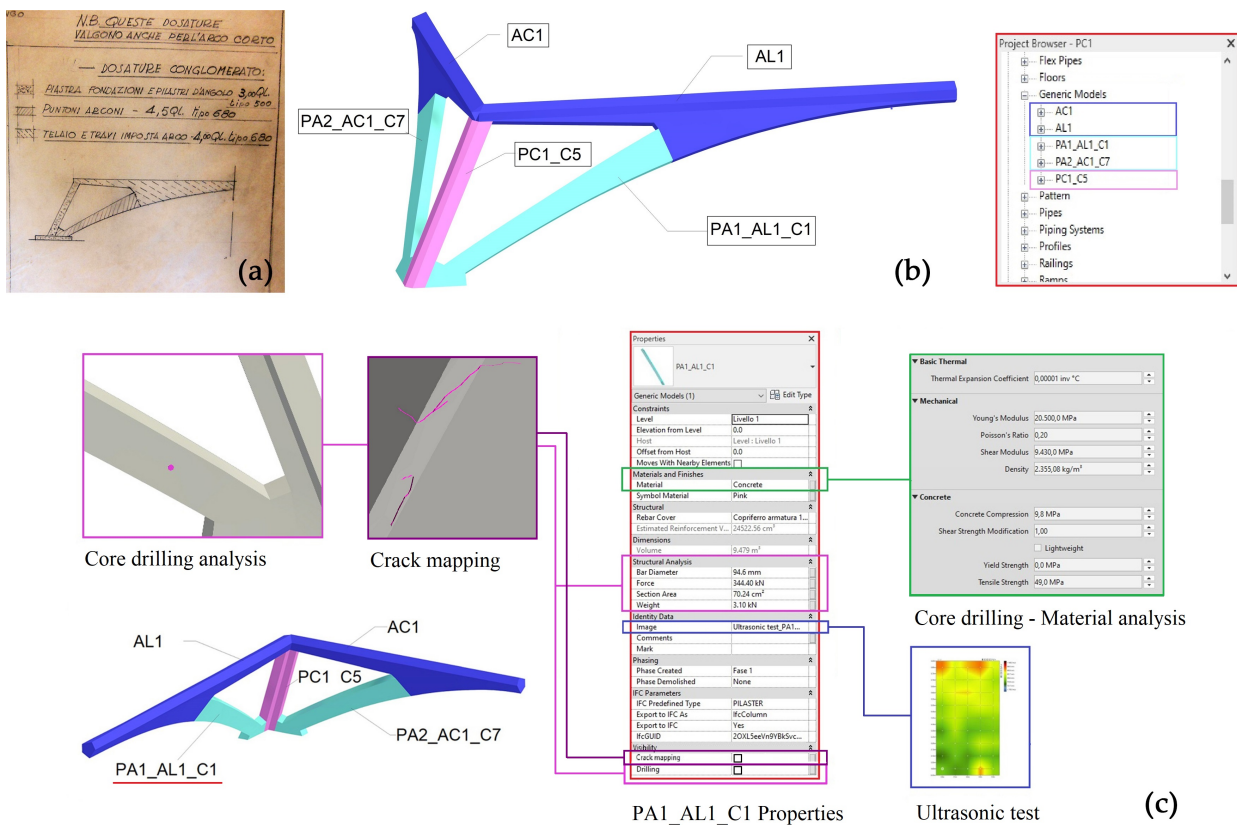 N.B. QUESTE DOSATURE
VALGONO ANCHE PER L'ARCO CORTO
— DOSATURE CONGLOMERATO:
PIASTRA FONDAZIONI E PILASTRI D'ANGOLO 3,00 QL.
tipo 500
PUNTONI ARCONI - 4,5 QL. tipo 680
TELAIO E TRAVI IMPOSTA ARCO - 4,00 QL. tipo 680
(a)
AC1
AL1
PA2_AC1_C7
PC1_C5
PA1_AL1_C1
(b)
Project Browser - PC1 X
Flex Pipes
Floors
Generic Models
AC1
AL1
PA1_AL1_C1
PA2_AC1_C7
PC1_C5
Pattern
Pipes
Piping Systems
Profiles
Railings
Ramps
Core drilling analysis
Crack mapping
AL1
AC1
PC1_C5
PA2_AC1_C7
PA1_AL1_C1
Properties X
PA1_AL1_C1
Generic Models (1) Edit Type
Constraints
Level Livello 1
Elevation from Level 0.0
Host Level : Livello 1
Offset from Host 0.0
Moves With Nearby Elements
Materials and Finishes
Material Concrete
Symbol Material Pink
Structural
Rebar Cover Copriferro armatura 1...
Estimated Reinforcement V... 24522.56 cm³
Dimensions
Volume 9.479 m³
Structural Analysis
Bar Diameter 94.6 mm
Force 344.40 kN
Section Area 70.24 cm²
Weight 3.10 kN
Identity Data
Image Ultrasonic test_PA1...
Comments
Mark
Phasing
Phase Created Fase 1
Phase Demolished None
IFC Parameters
IFC Predefined Type PILASTER
Export to IFC As IfcColumn
Export to IFC Yes
IfcGUID 2OXL5eeVn9YBkSvc...
Visibility
Crack mapping
Drilling
PA1_AL1_C1 Properties
Basic Thermal
Thermal Expansion Coefficient 0,00001 inv °C
Mechanical
Young's Modulus 20.500,0 MPa
Poisson's Ratio 0,20
Shear Modulus 9.430,0 MPa
Density 2.355,08 kg/m³
Concrete
Concrete Compression 9,8 MPa
Shear Strength Modification 1,00
Lightweight
Yield Strength 0,0 MPa
Tensile Strength 49,0 MPa
Core drilling - Material analysis
Ultrasonic test
(c)